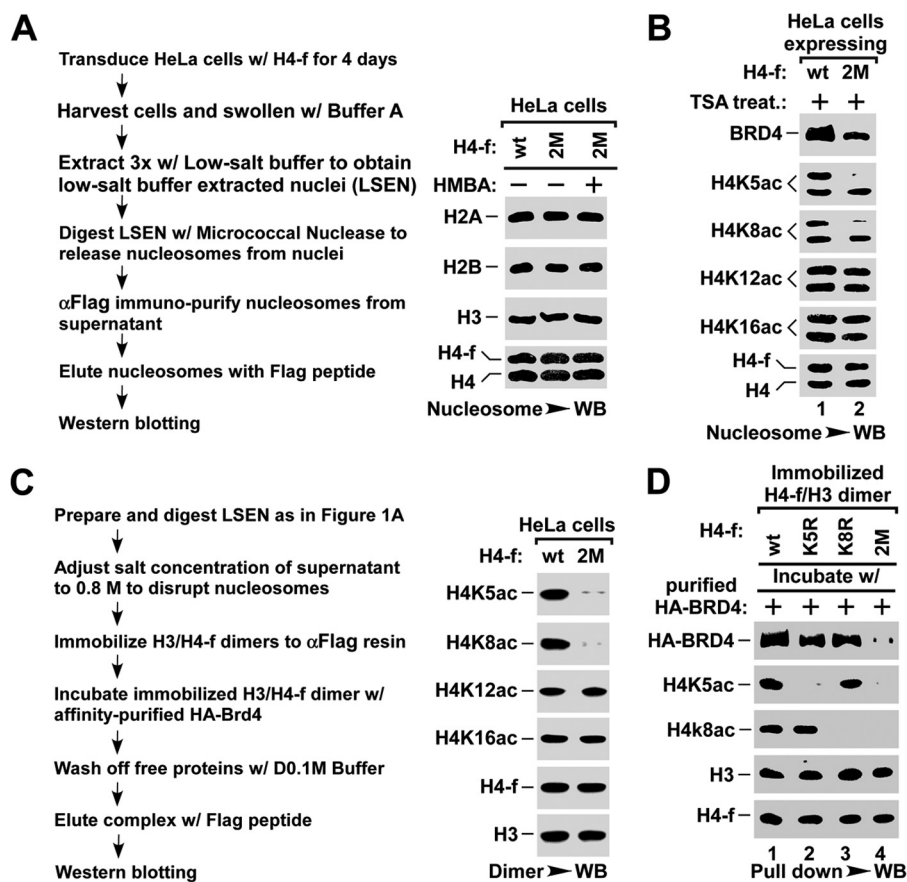 A
Transduce HeLa cells w/ H4-f for 4 days
Harvest cells and swollen w/ Buffer A
Extract 3x w/ Low-salt buffer to obtain
low-salt buffer extracted nuclei (LSEN)
Digest LSEN w/ Micrococcal Nuclease to
release nucleosomes from nuclei
αFlag immuno-purify nucleosomes from
supernatant
Elute nucleosomes with Flag peptide
Western blotting
HeLa cells
H4-f: wt 2M 2M
HMBA: – – +
H2A
H2B
H3
H4-f
H4
Nucleosome ➤ WB
B
HeLa cells
expressing
H4-f: wt 2M
TSA treat.: + +
BRD4
H4K5ac
H4K8ac
H4K12ac
H4K16ac
H4-f
H4
1 2
Nucleosome ➤ WB
C
Prepare and digest LSEN as in Figure 1A
Adjust salt concentration of supernatant
to 0.8 M to disrupt nucleosomes
Immobilize H3/H4-f dimers to αFlag resin
Incubate immobilized H3/H4-f dimer w/
affinity-purified HA-Brd4
Wash off free proteins w/ D0.1M Buffer
Elute complex w/ Flag peptide
Western blotting
HeLa cells
H4-f: wt 2M
H4K5ac
H4K8ac
H4K12ac
H4K16ac
H4-f
H3
Dimer ➤ WB
D
Immobilized
H4-f/H3 dimer
H4-f: wt K5R K8R 2M
Incubate w/
purified
HA-BRD4: + + + +
HA-BRD4
H4K5ac
H4k8ac
H3
H4-f
1 2 3 4
Pull down ➤ WB